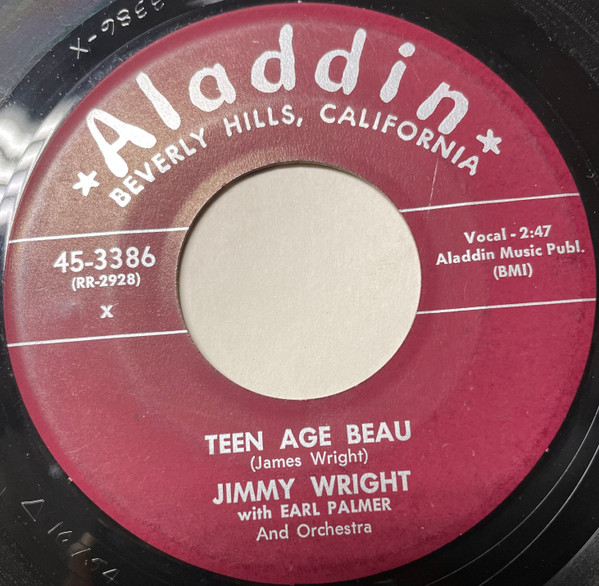 3386-X
★ Aladdin ★
BEVERLY HILLS, CALIFORNIA
45-3386
(RR-2928)
X
Vocal - 2:47
Aladdin Music Publ.
(BMI)
TEEN AGE BEAU
(James Wright)
JIMMY WRIGHT
with EARL PALMER
And Orchestra